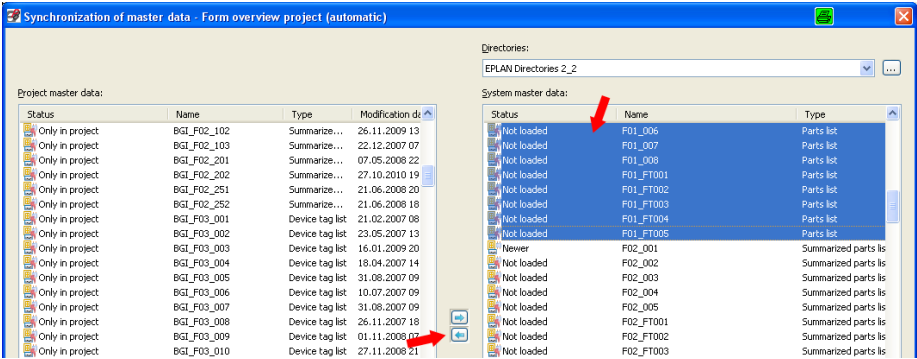 Synchronization of master data - Form overview project (automatic)
Directories:
EPLAN Directories 2_2
...
Project master data:
System master data:
Status Name Type Modification da
Only in project BGI_F02_102 Summarize... 26.11.2009 13
Only in project BGI_F02_103 Summarize... 22.12.2007 07
Only in project BGI_F02_201 Summarize... 07.05.2008 22
Only in project BGI_F02_202 Summarize... 27.10.2010 19
Only in project BGI_F02_251 Summarize... 21.06.2008 20
Only in project BGI_F02_252 Summarize... 21.06.2008 18
Only in project BGI_F03_001 Device tag list 21.02.2007 08
Only in project BGI_F03_002 Device tag list 23.05.2007 13
Only in project BGI_F03_003 Device tag list 16.01.2009 20
Only in project BGI_F03_004 Device tag list 18.04.2007 14
Only in project BGI_F03_005 Device tag list 31.08.2007 09
Only in project BGI_F03_006 Device tag list 10.07.2007 09
Only in project BGI_F03_007 Device tag list 31.08.2007 09
Only in project BGI_F03_008 Device tag list 26.11.2007 18
Only in project BGI_F03_009 Device tag list 01.11.2008 07
Only in project BGI_F03_010 Device tag list 27.11.2008 21
Status Name Type
Not loaded F01_006 Parts list
Not loaded F01_007 Parts list
Not loaded F01_008 Parts list
Not loaded F01_FT001 Parts list
Not loaded F01_FT002 Parts list
Not loaded F01_FT003 Parts list
Not loaded F01_FT004 Parts list
Not loaded F01_FT005 Parts list
Newer F02_001 Summarized parts lis
Not loaded F02_002 Summarized parts lis
Not loaded F02_003 Summarized parts lis
Not loaded F02_004 Summarized parts lis
Not loaded F02_005 Summarized parts lis
Not loaded F02_FT001 Summarized parts lis
Not loaded F02_FT002 Summarized parts lis
Not loaded F02_FT003 Summarized parts lis